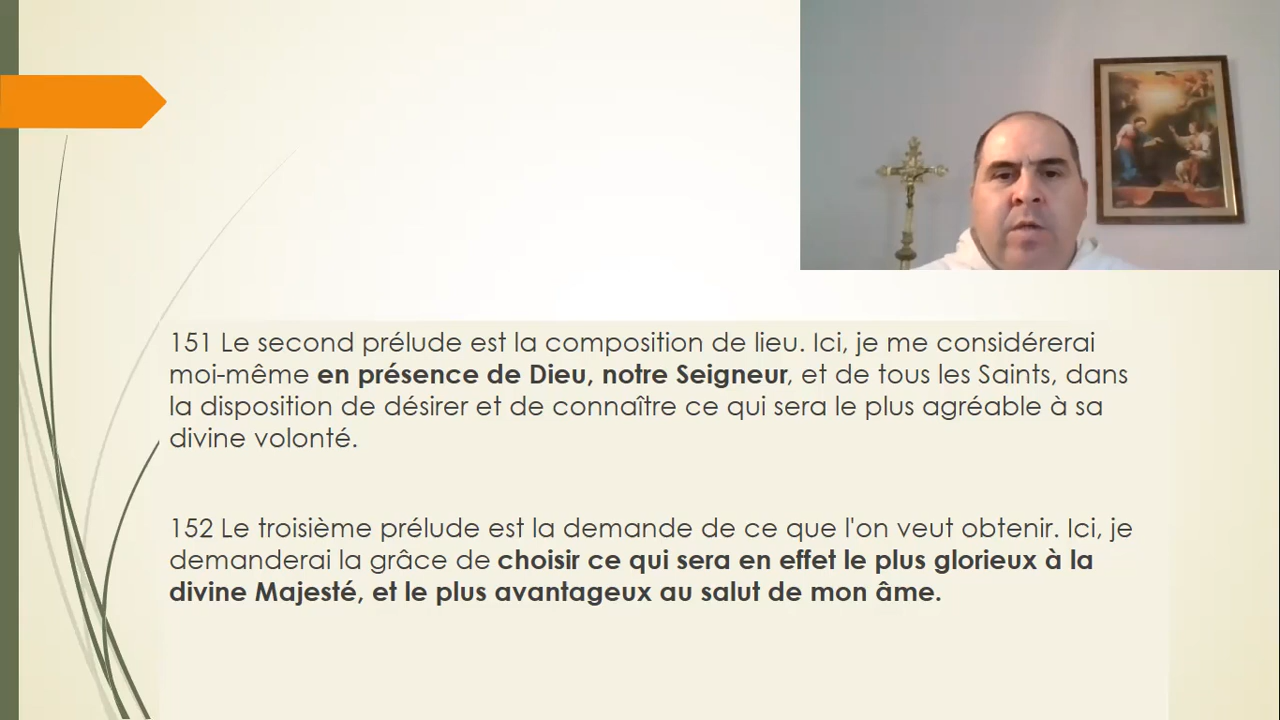 151 Le second prélude est la composition de lieu. Ici, je me considérerai
moi-même en présence de Dieu, notre Seigneur, et de tous les Saints, dans
la disposition de désirer et de connaître ce qui sera le plus agréable à sa
divine volonté.
152 Le troisième prélude est la demande de ce que l'on veut obtenir. Ici, je
demanderai la grâce de choisir ce qui sera en effet le plus glorieux à la
divine Majesté, et le plus avantageux au salut de mon âme.